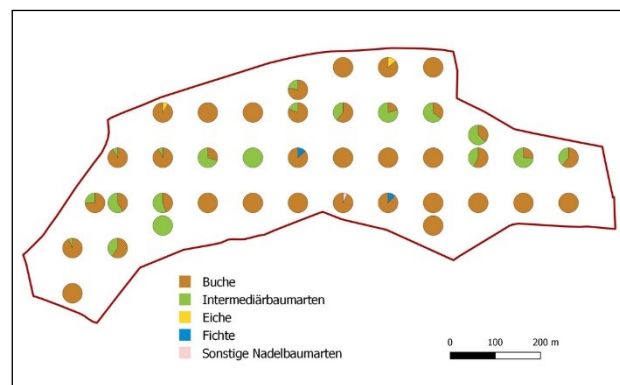 Buche
Intermediärbaumarten
Eiche
Fichte
Sonstige Nadelbaumarten
0 100 200 m